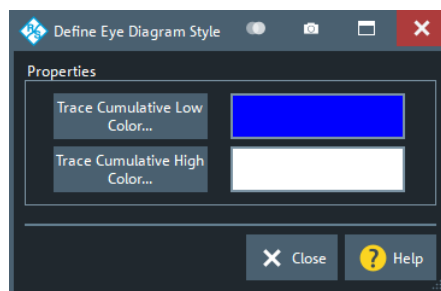 Define Eye Diagram Style
Properties
Trace Cumulative Low
Color...
Trace Cumulative High
Color...
Close
? Help